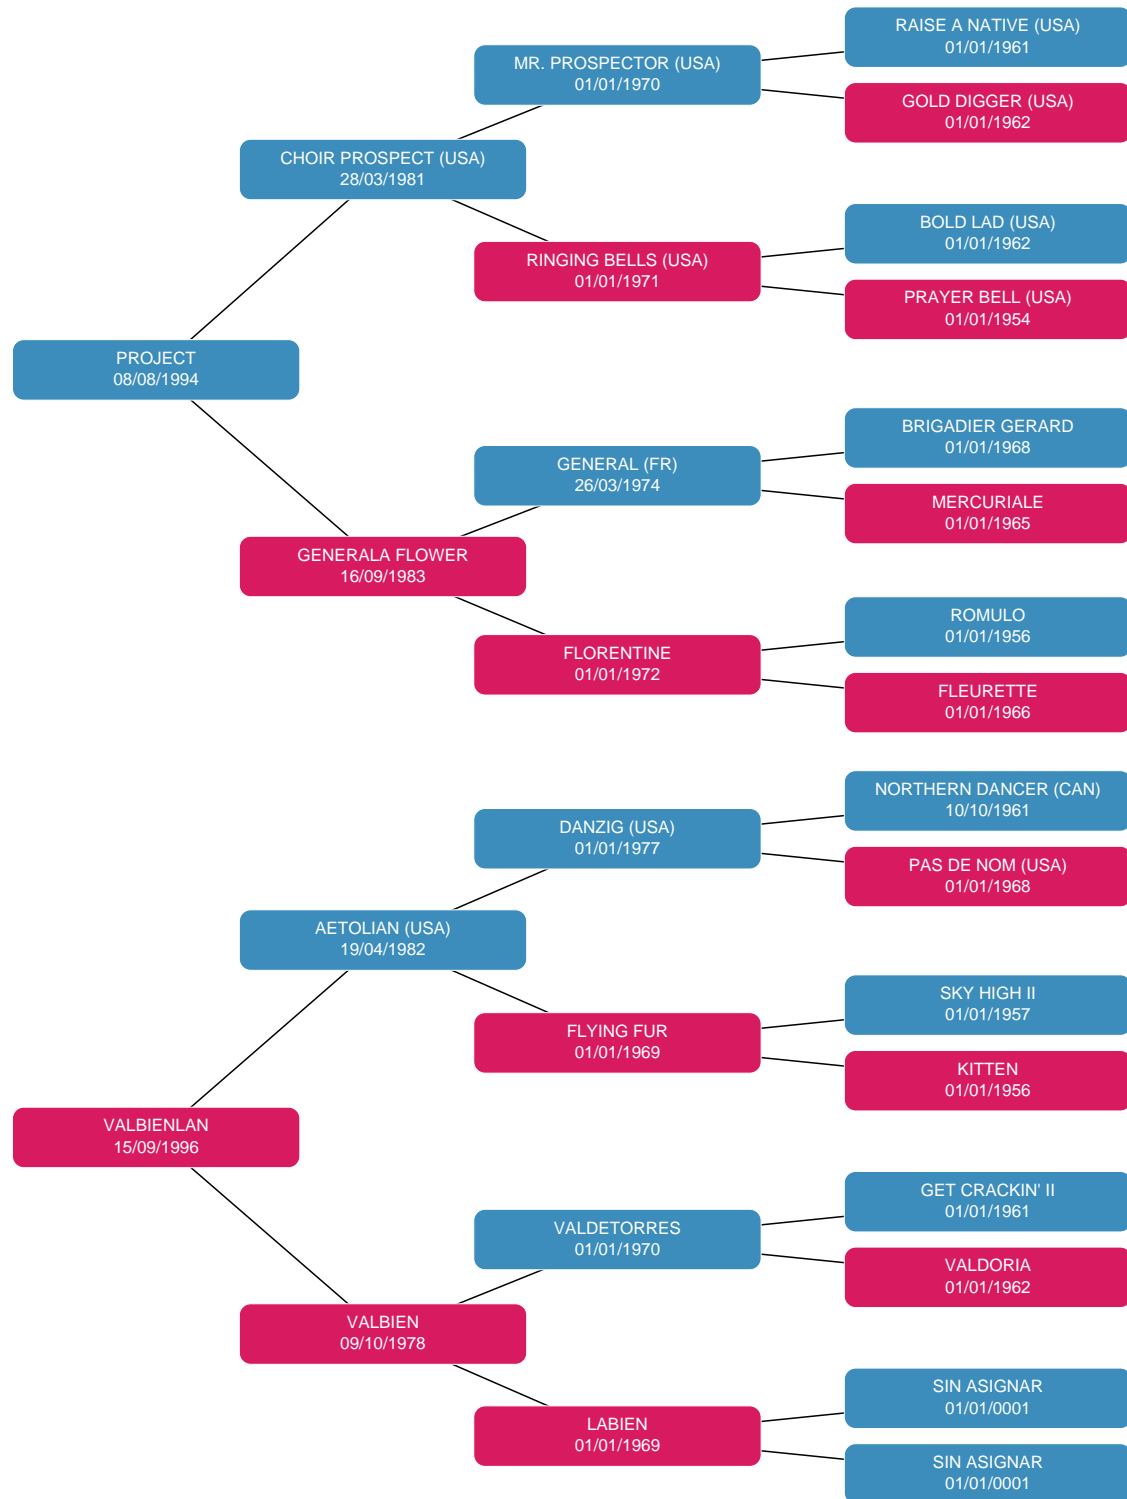 RAISE A NATIVE (USA)
01/01/1961
MR. PROSPECTOR (USA)
01/01/1970
GOLD DIGGER (USA)
01/01/1962
CHOIR PROSPECT (USA)
28/03/1981
BOLD LAD (USA)
01/01/1962
RINGING BELLS (USA)
01/01/1971
PRAYER BELL (USA)
01/01/1954
PROJECT
08/08/1994
BRIGADIER GERARD
01/01/1968
GENERAL (FR)
26/03/1974
MERCURIALE
01/01/1965
GENERALA FLOWER
16/09/1983
ROMULO
01/01/1956
FLORENTINE
01/01/1972
FLEURETTE
01/01/1966
NORTHERN DANCER (CAN)
10/10/1961
DANZIG (USA)
01/01/1977
PAS DE NOM (USA)
01/01/1968
AETOLIAN (USA)
19/04/1982
SKY HIGH II
01/01/1957
FLYING FUR
01/01/1969
KITTEN
01/01/1956
VALBIENLAN
15/09/1996
GET CRACKIN' II
01/01/1961
VALDETORRES
01/01/1970
VALDORIA
01/01/1962
VALBIEN
09/10/1978
SIN ASIGNAR
01/01/0001
LABIEN
01/01/1969
SIN ASIGNAR
01/01/0001